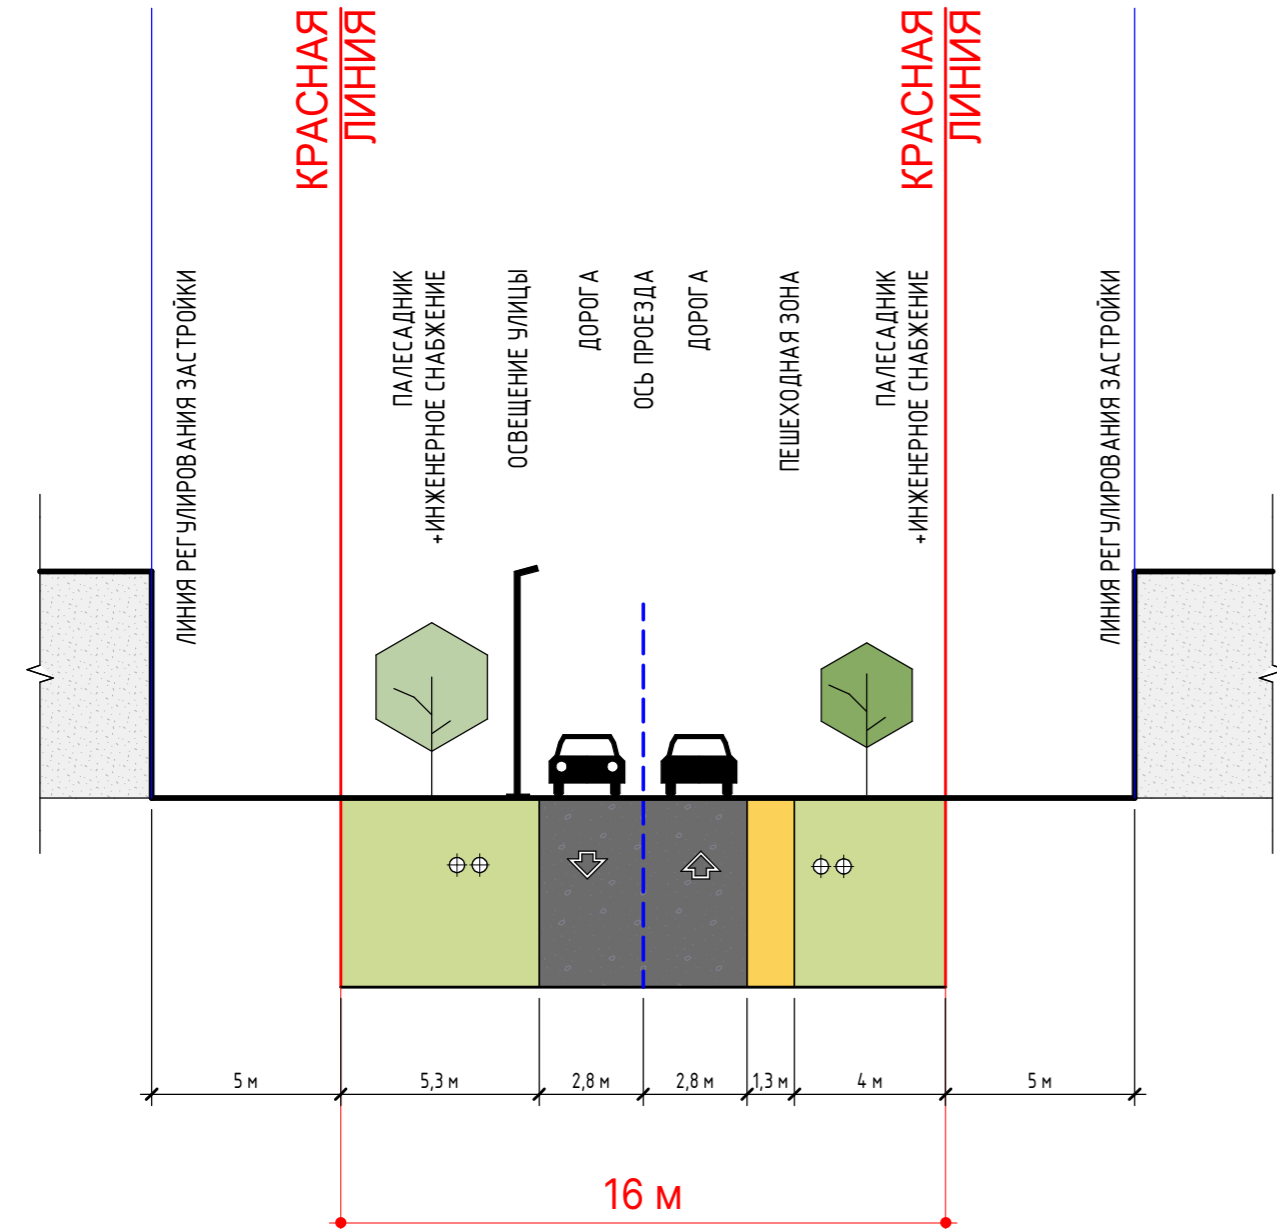 КРАСНАЯ
ЛИНИЯ
КРАСНАЯ
ЛИНИЯ
ЛИНИЯ РЕГУЛИРОВАНИЯ ЗАСТРОЙКИ
ПАЛЕСАДНИК
+ИНЖЕНЕРНОЕ СНАБЖЕНИЕ
ОСВЕЩЕНИЕ УЛИЦЫ
ДОРОГА
ОСЬ ПРОЕЗДА
ДОРОГА
ПЕШЕХОДНАЯ ЗОНА
ПАЛЕСАДНИК
+ИНЖЕНЕРНОЕ СНАБЖЕНИЕ
ЛИНИЯ РЕГУЛИРОВАНИЯ ЗАСТРОЙКИ
5 м
5,3 м
2,8 м
2,8 м
1,3 м
4 м
5 м
16 м